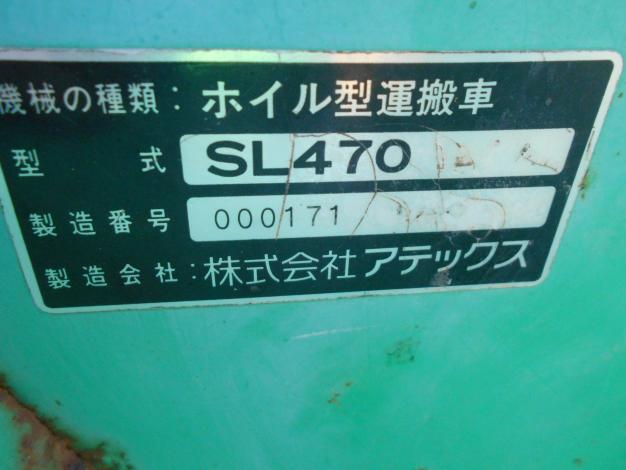 機械の種類：ホイル型運搬車
型式 SL470
製造番号 000171
製造会社：株式会社アテックス